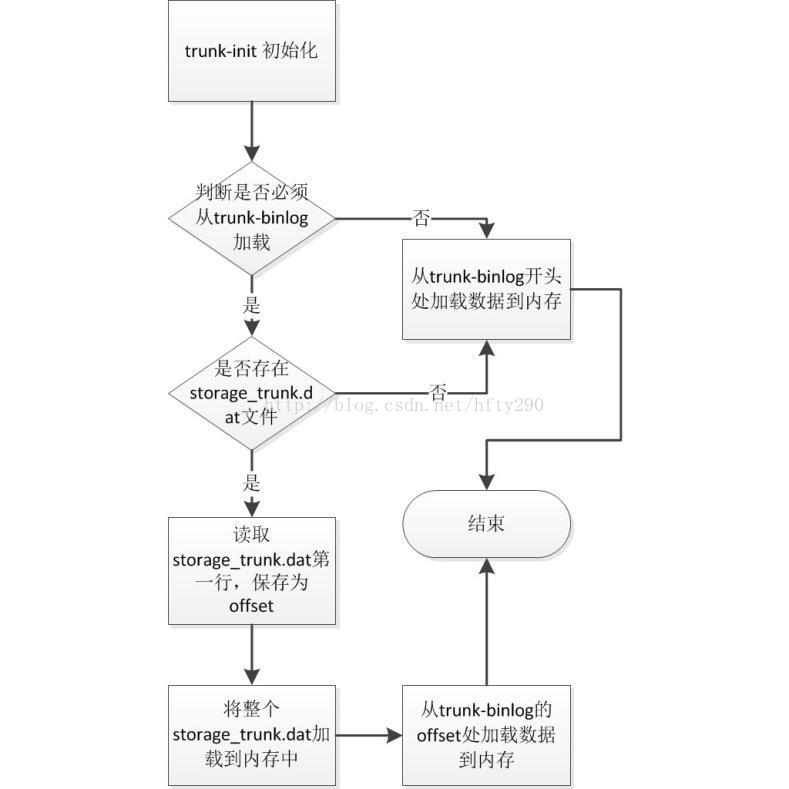 trunk-init 初始化
判断是否必须
从trunk-binlog
加载
否
从trunk-binlog开头
处加载数据到内存
是
是否存在
storage_trunk.d
at文件
否
http://blog.csdn.net/hfty290
是
读取
storage_trunk.dat第
一行，保存为
offset
结束
将整个
storage_trunk.dat加
载到内存中
从trunk-binlog的
offset处加载数据
到内存